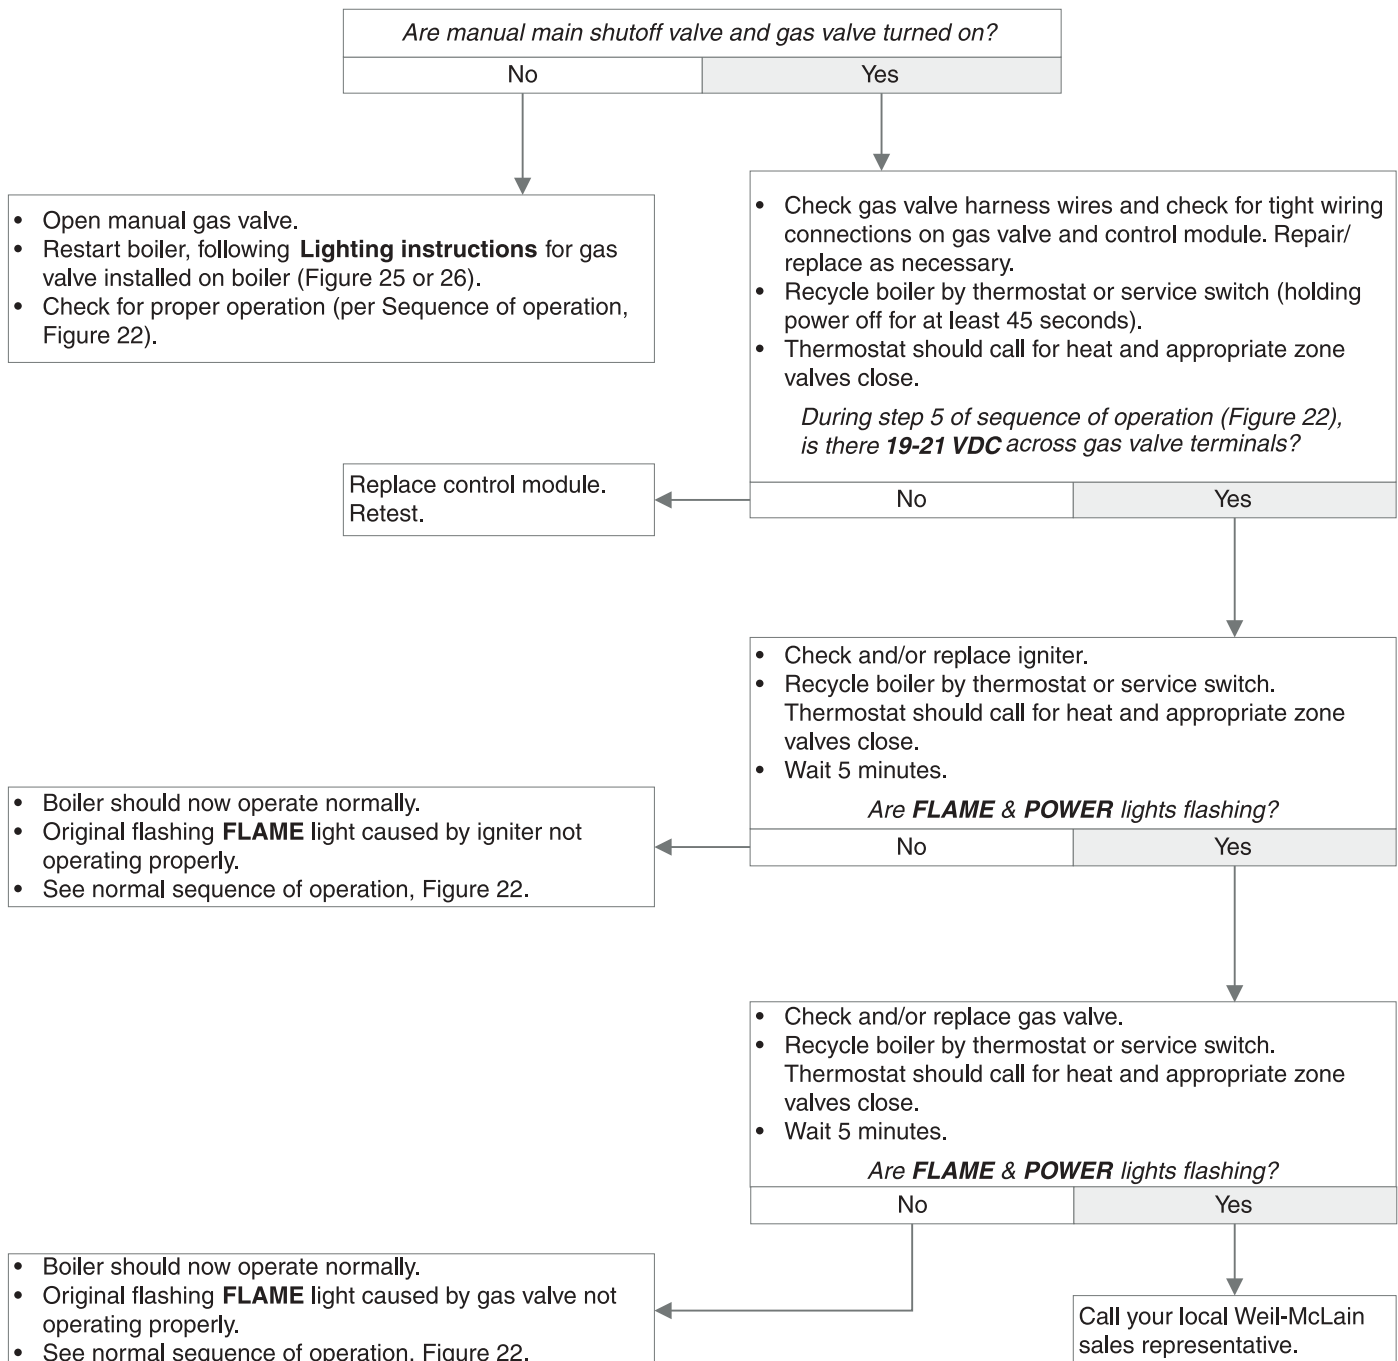 Are manual main shutoff valve and gas valve turned on?
No
Yes
• Open manual gas valve.
• Restart boiler, following Lighting instructions for gas
valve installed on boiler (Figure 25 or 26).
• Check for proper operation (per Sequence of operation,
Figure 22).
• Check gas valve harness wires and check for tight wiring
connections on gas valve and control module. Repair/
replace as necessary.
• Recycle boiler by thermostat or service switch (holding
power off for at least 45 seconds).
• Thermostat should call for heat and appropriate zone
valves close.
During step 5 of sequence of operation (Figure 22),
is there 19-21 VDC across gas valve terminals?
No
Yes
Replace control module.
Retest.
• Check and/or replace igniter.
• Recycle boiler by thermostat or service switch.
Thermostat should call for heat and appropriate zone
valves close.
• Wait 5 minutes.
Are FLAME & POWER lights flashing?
No
Yes
• Boiler should now operate normally.
• Original flashing FLAME light caused by igniter not
operating properly.
• See normal sequence of operation, Figure 22.
• Check and/or replace gas valve.
• Recycle boiler by thermostat or service switch.
Thermostat should call for heat and appropriate zone
valves close.
• Wait 5 minutes.
Are FLAME & POWER lights flashing?
No
Yes
• Boiler should now operate normally.
• Original flashing FLAME light caused by gas valve not
operating properly.
• See normal sequence of operation, Figure 22.
Call your local Weil-McLain
sales representative.